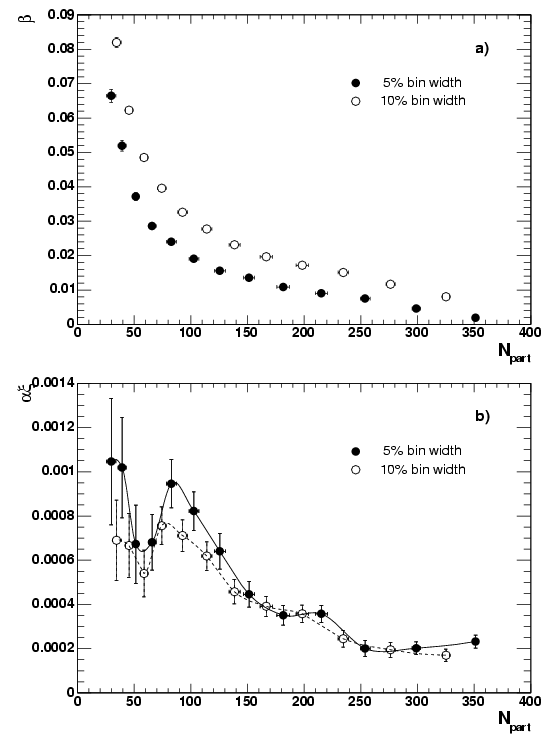 β
0.09
0.08
0.07
0.06
0.05
0.04
0.03
0.02
0.01
0
a)
5% bin width
10% bin width
0 50 100 150 200 250 300 350 400
Npart
αξ
0.0014
0.0012
0.001
0.0008
0.0006
0.0004
0.0002
0
b)
5% bin width
10% bin width
0 50 100 150 200 250 300 350 400
Npart